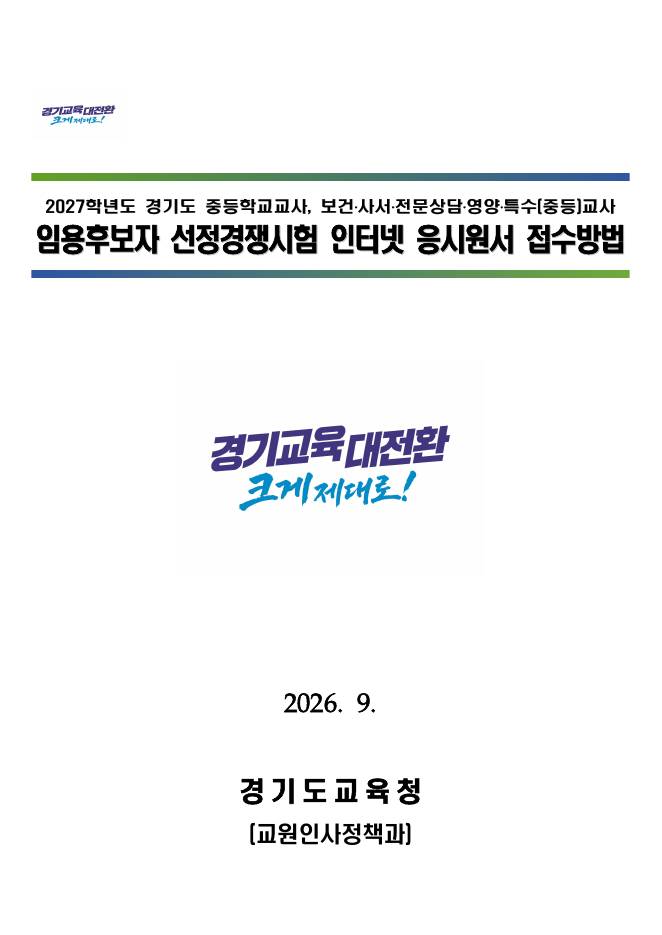 경기교육 대전환
크게 제대로!
2027학년도 경기도 중등학교교사, 보건·사서·전문상담·영양·특수(중등)교사
임용후보자 선정경쟁시험 인터넷 응시원서 접수방법
경기교육 대전환
크게 제대로!
2026. 9.
경기도교육청
(교원인사정책과)